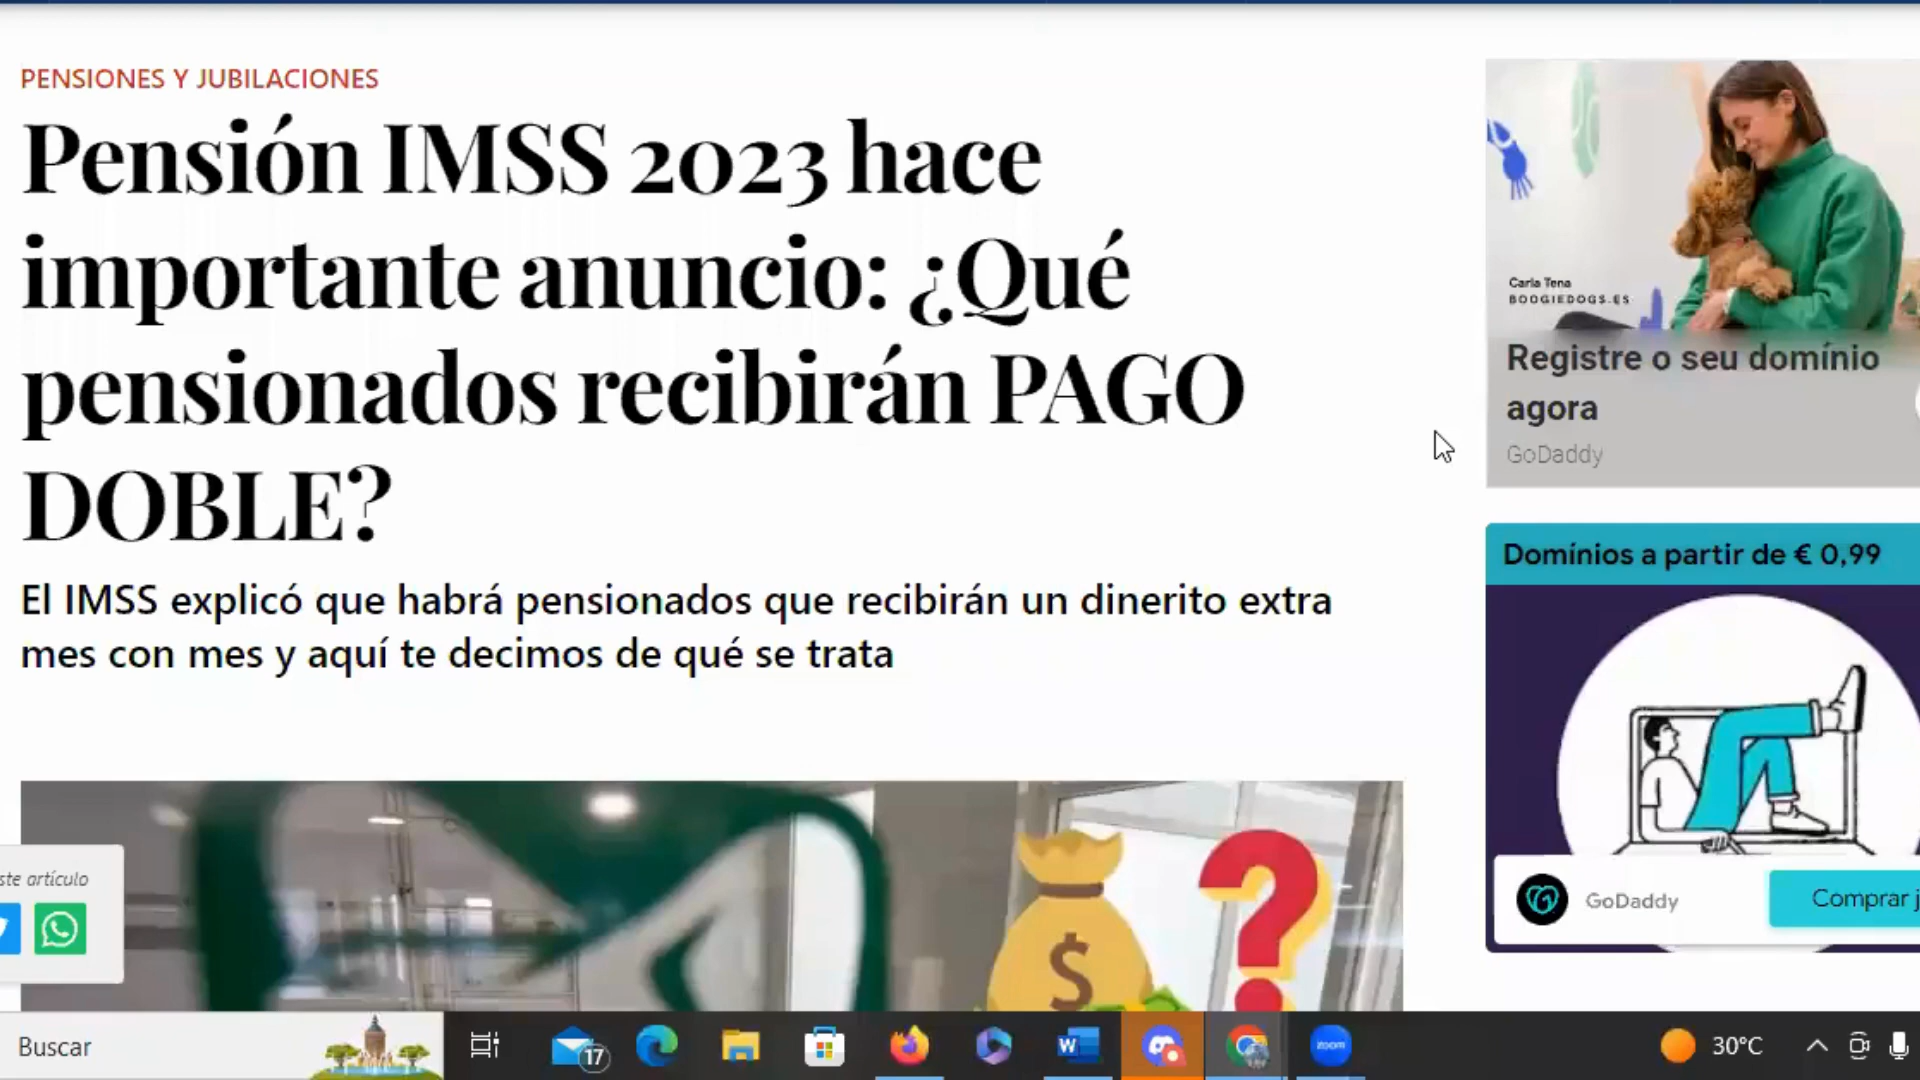 PENSIONES Y JUBILACIONES
Pensión IMSS 2023 hace
importante anuncio: ¿Qué
pensionados recibirán PAGO
DOBLE?
El IMSS explicó que habrá pensionados que recibirán un dinerito extra
mes con mes y aquí te decimos de qué se trata
Carla Tena
BOOGIEDOGS.ES
Registre o seu domínio
agora
GoDaddy
Domínios a partir de € 0,99
GoDaddy
Comprar j
ste artículo
$
?
Buscar
17
W
zoom
30°C